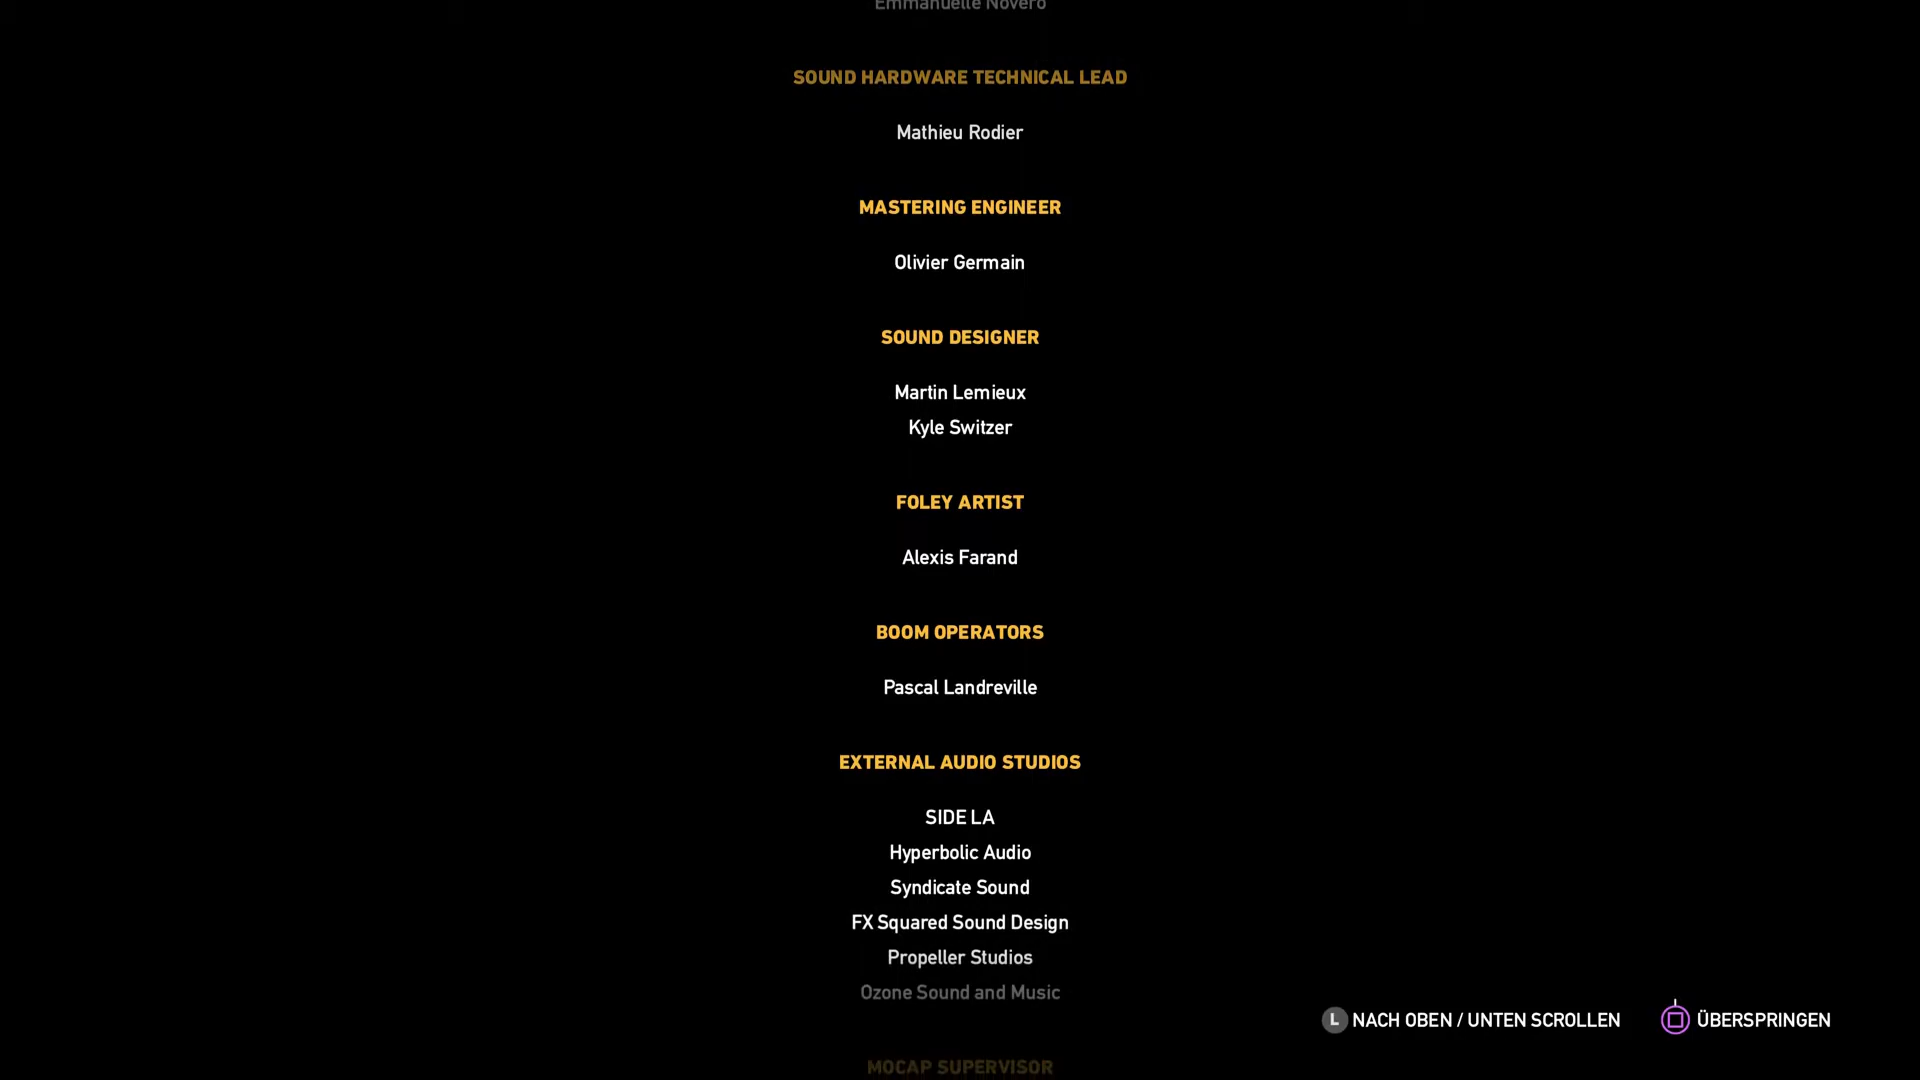 Emmanuelle Novero
SOUND HARDWARE TECHNICAL LEAD
Mathieu Rodier
MASTERING ENGINEER
Olivier Germain
SOUND DESIGNER
Martin Lemieux
Kyle Switzer
FOLEY ARTIST
Alexis Farand
BOOM OPERATORS
Pascal Landreville
EXTERNAL AUDIO STUDIOS
SIDE LA
Hyperbolic Audio
Syndicate Sound
FX Squared Sound Design
Propeller Studios
Ozone Sound and Music
L NACH OBEN / UNTEN SCROLLEN ÜBERSPRINGEN
MOCAP SUPERVISOR